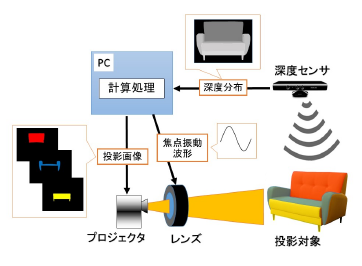 PC
計算処理
深度分布
深度センサ
投影画像
焦点振動
波形
プロジェクタ
レンズ
投影対象